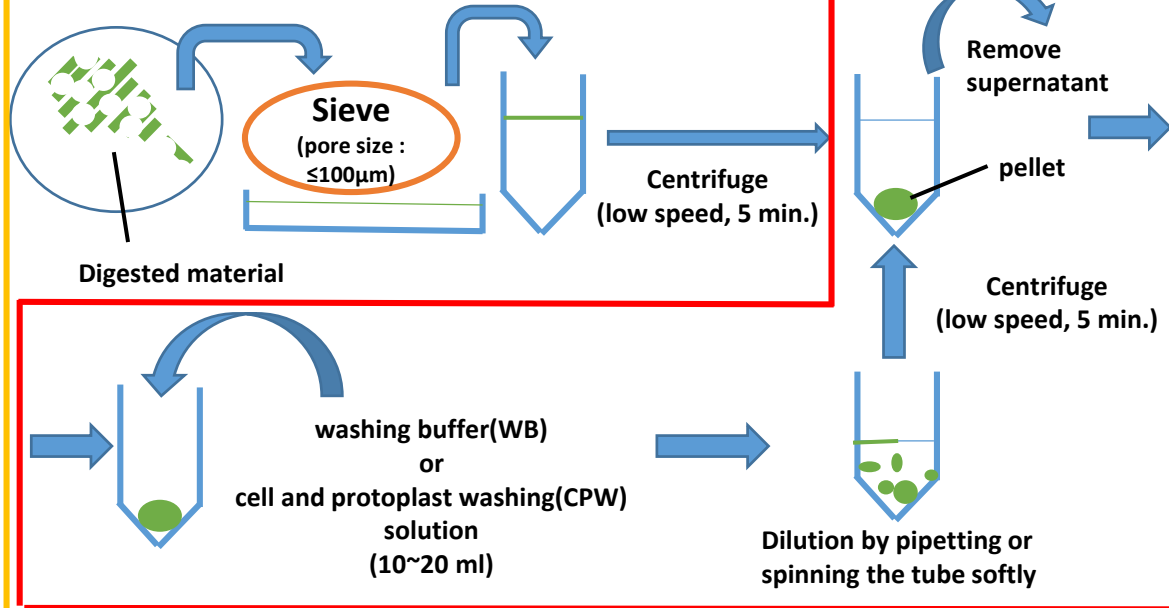 Sieve
(pore size :
≤100μm)
Digested material
Centrifuge
(low speed, 5 min.)
Remove
supernatant
pellet
Centrifuge
(low speed, 5 min.)
washing buffer(WB)
or
cell and protoplast washing(CPW)
solution
(10~20 ml)
Dilution by pipetting or
spinning the tube softly